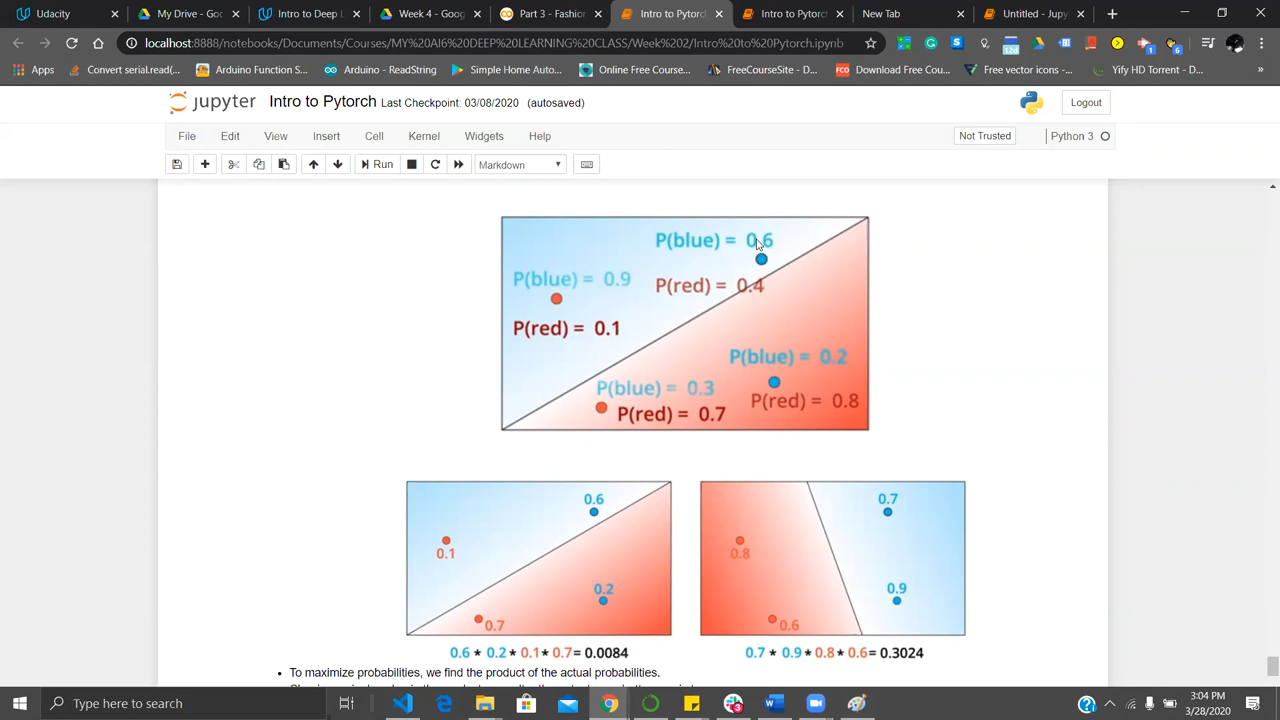 Udacity
My Drive - Goo
Intro to Deep L
Week 4 - Goog
Part 3 - Fashion
Intro to Pytorch
Intro to Pytorch
New Tab
Untitled - Jupy
localhost:8888/notebooks/Documents/Courses/MY%20AI6%20DEEP%20LEARNING%20CLASS/Week%202/Intro%20to%20Pytorch.ipynb
Apps
Convert serial.read(...
Arduino Function S...
Arduino - ReadString
Simple Home Auto...
Online Free Course...
FreeCourseSite - D...
FCO Download Free Cou...
Free vector icons -...
Yify HD Torrent - D...
jupyter Intro to Pytorch Last Checkpoint: 03/08/2020 (autosaved)
Logout
File Edit View Insert Cell Kernel Widgets Help
Not Trusted
Python 3
Run
Markdown
P(blue) = 0.6
P(blue) = 0.9
P(red) = 0.4
P(red) = 0.1
P(blue) = 0.2
P(blue) = 0.3
P(red) = 0.8
P(red) = 0.7
0.6
0.1
0.2
0.7
0.6 * 0.2 * 0.1 * 0.7 = 0.0084
0.7
0.8
0.9
0.6
0.7 * 0.9 * 0.8 * 0.6 = 0.3024
• To maximize probabilities, we find the product of the actual probabilities.
Type here to search
3:04 PM
3/28/2020